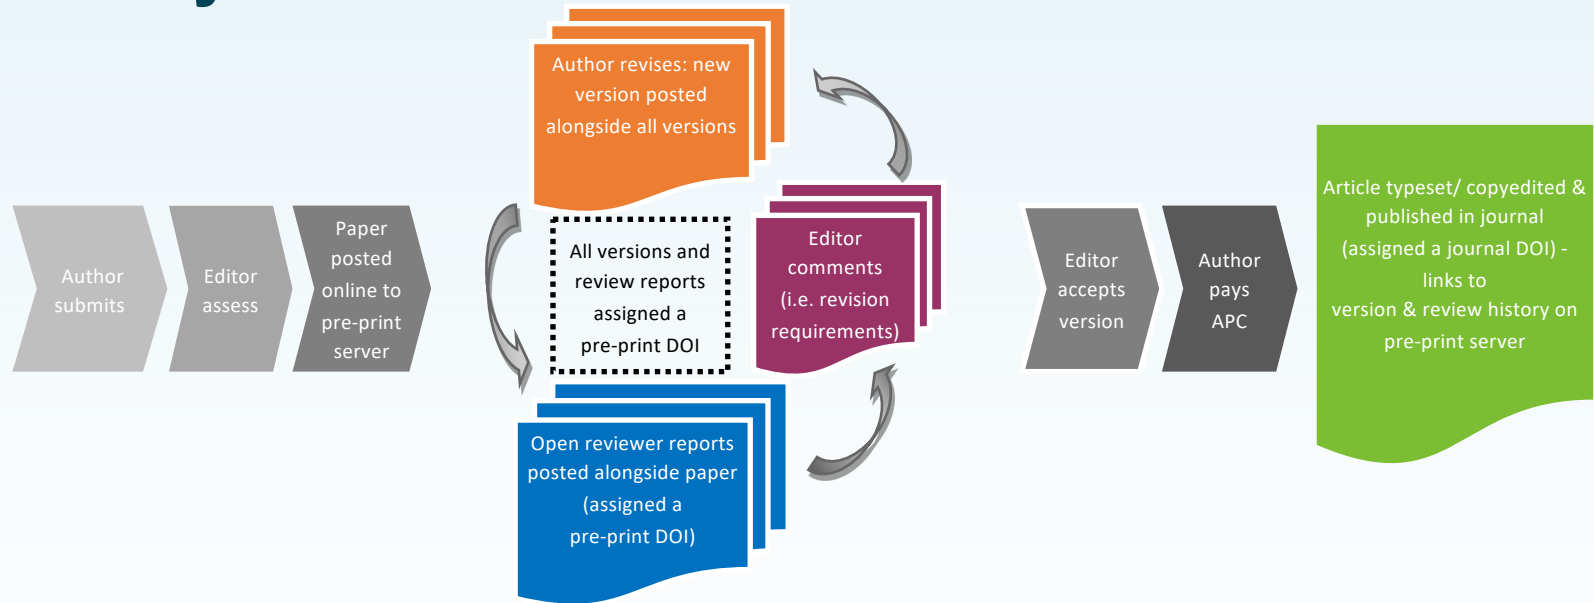 Author
submits
Editor
assess
Paper
posted
online to
pre-print
server
Author revises: new
version posted
alongside all versions
All versions and
review reports
assigned a
pre-print DOI
Editor
comments
(i.e. revision
requirements)
Open reviewer reports
posted alongside paper
(assigned a
pre-print DOI)
Editor
accepts
version
Author
pays
APC
Article typeset/ copyedited &
published in journal
(assigned a journal DOI) -
links to
version & review history on
pre-print server